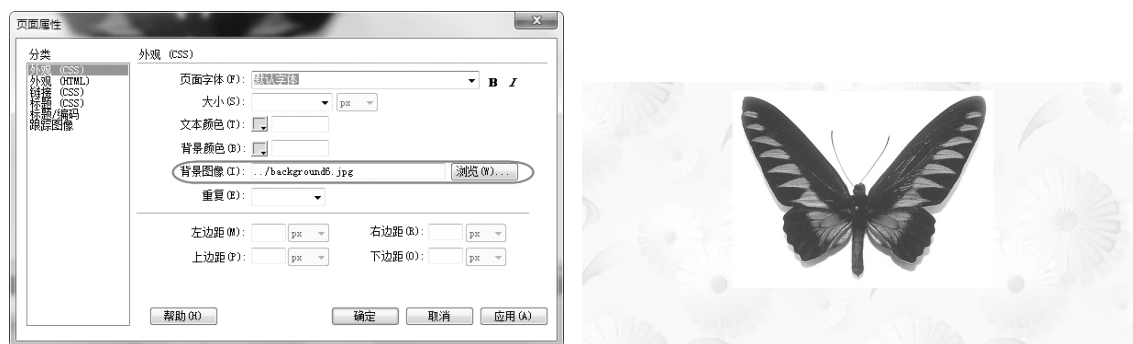 页面属性
分类
外观 (CSS)
外观 (HTML)
链接 (CSS)
标题 (CSS)
标题/编码
跟踪图像
外观 (CSS)
页面字体(F): 默认字体 B I
大小(S): px
文本颜色(T):
背景颜色(B):
背景图像(I): ../background6.jpg 浏览(W)...
重复(E):
左边距(M): px 右边距(R): px
上边距(P): px 下边距(O): px
帮助(H) 确定 取消 应用(A)